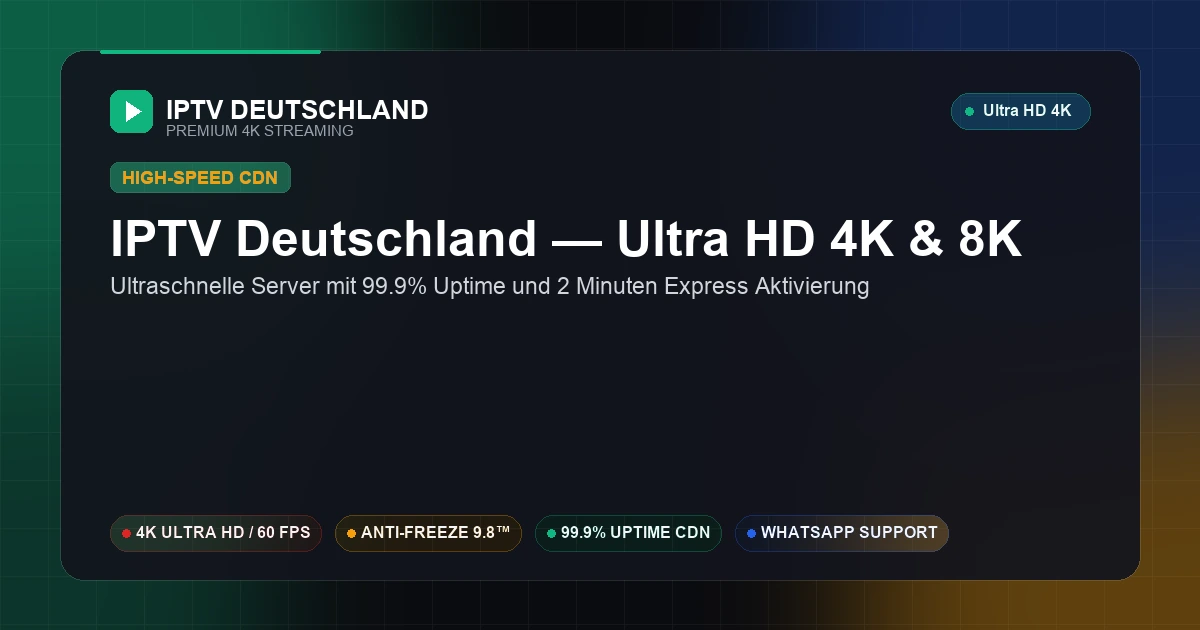 IPTV DEUTSCHLAND
PREMIUM 4K STREAMING
Ultra HD 4K
HIGH-SPEED CDN
IPTV Deutschland — Ultra HD 4K & 8K
Ultraschnelle Server mit 99.9% Uptime und 2 Minuten Express Aktivierung
4K ULTRA HD / 60 FPS
ANTI-FREEZE 9.8™
99.9% UPTIME CDN
WHATSAPP SUPPORT